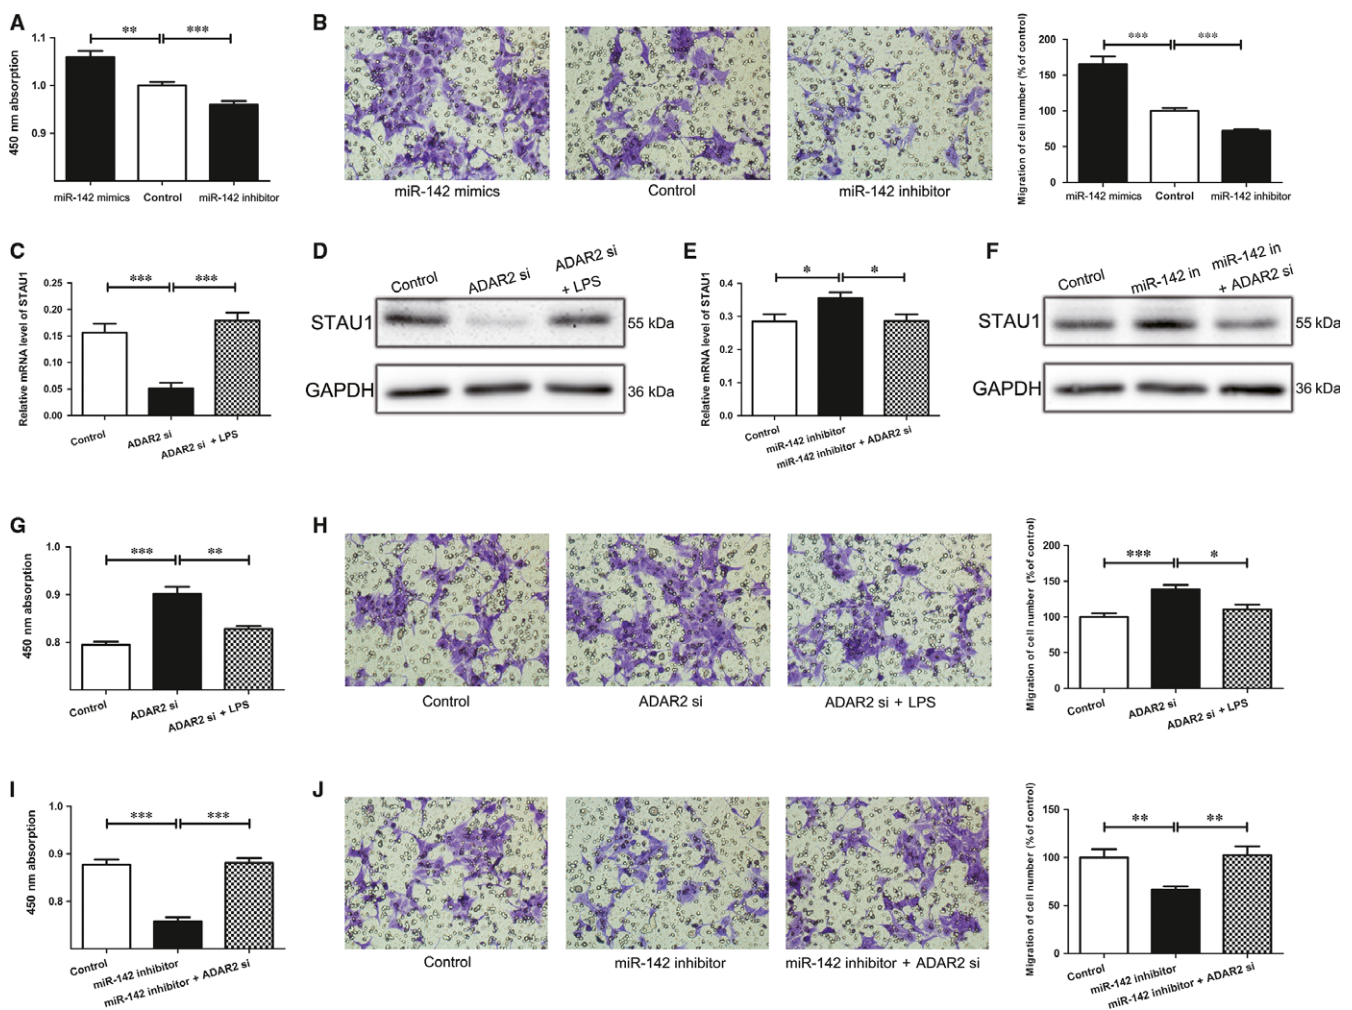 A
450 nm absorption
1.1
1.0
0.9
** ***
miR-142 mimics Control miR-142 inhibitor
B
miR-142 mimics
Control
miR-142 inhibitor
Migration of cell number (% of control)
200
150
100
50
0
*** ***
miR-142 mimics Control miR-142 inhibitor
C
Relative mRNA level of STAU1
0.25
0.20
0.15
0.10
0.05
0.00
*** ***
Control
ADAR2 si
ADAR2 si + LPS
D
Control
ADAR2 si
ADAR2 si
+ LPS
STAU1
55 kDa
GAPDH
36 kDa
E
Relative mRNA level of STAU1
0.4
0.3
0.2
0.1
0.0
* *
Control
miR-142 inhibitor
miR-142 inhibitor + ADAR2 si
F
Control
miR-142 in
miR-142 in
+ ADAR2 si
STAU1
55 kDa
GAPDH
36 kDa
G
450 nm absorption
1.0
0.9
0.8
*** **
Control
ADAR2 si
ADAR2 si + LPS
H
Control
ADAR2 si
ADAR2 si + LPS
Migration of cell number (% of control)
200
150
100
50
0
*** *
Control
ADAR2 si
ADAR2 si + LPS
I
450 nm absorption
1.0
0.9
0.8
*** ***
Control
miR-142 inhibitor
miR-142 inhibitor + ADAR2 si
J
Control
miR-142 inhibitor
miR-142 inhibitor + ADAR2 si
Migration of cell number (% of control)
150
100
50
0
** **
Control
miR-142 inhibitor
miR-142 inhibitor + ADAR2 si